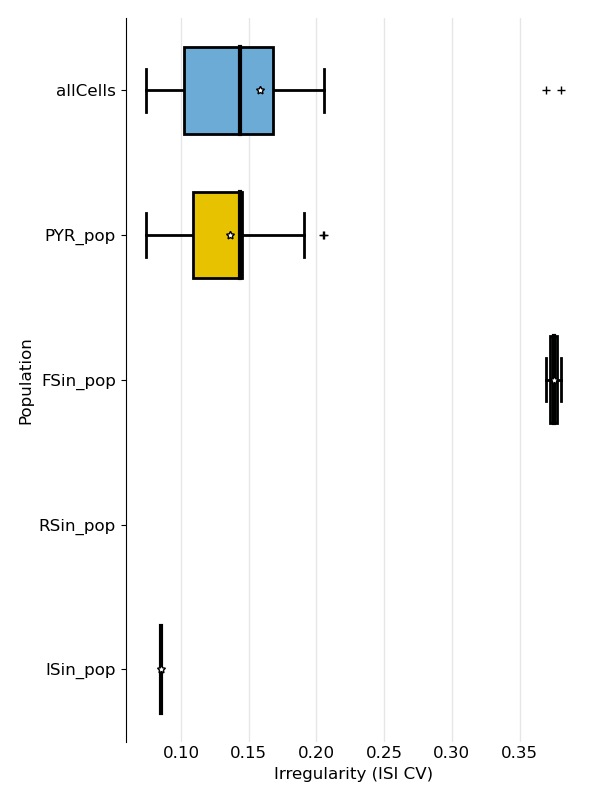 allCells
PYR_pop
FSin_pop
RSin_pop
ISin_pop
Population
0.10 0.15 0.20 0.25 0.30 0.35
Irregularity (ISI CV)